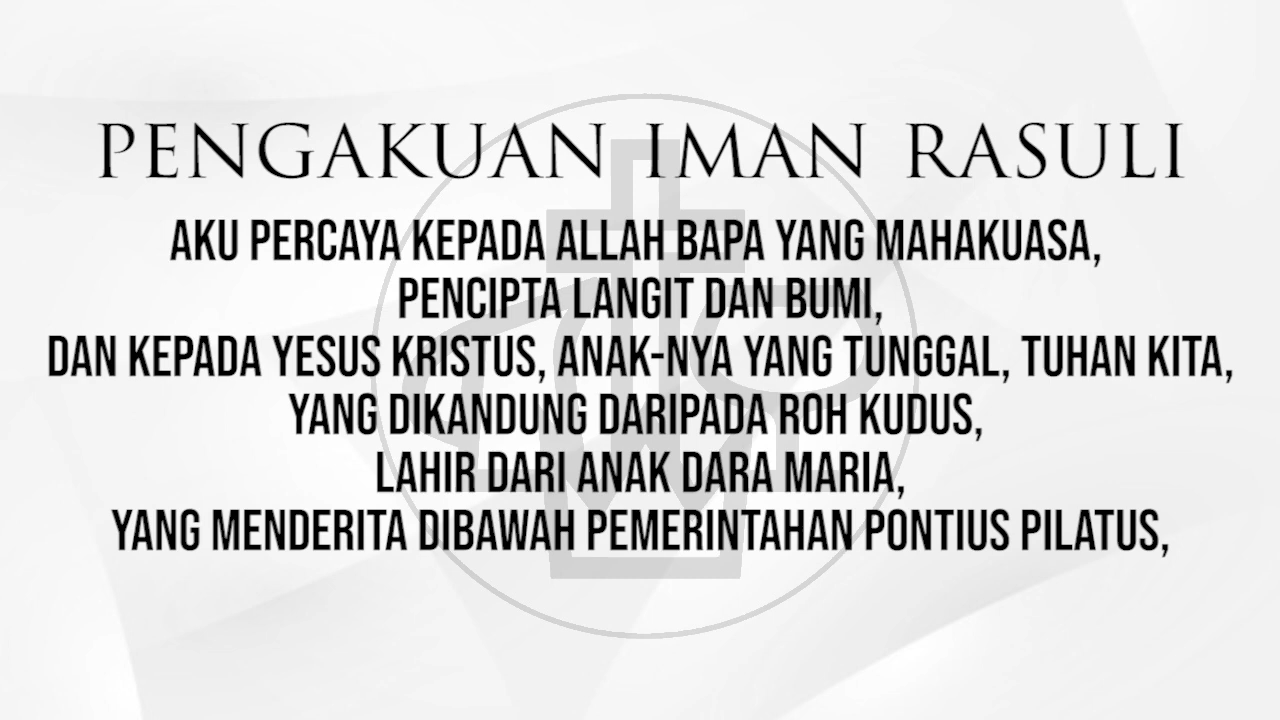 PENGAKUAN IMAN RASULI
AKU PERCAYA KEPADA ALLAH BAPA YANG MAHAKUASA,
PENCIPTA LANGIT DAN BUMI,
DAN KEPADA YESUS KRISTUS, ANAK-NYA YANG TUNGGAL, TUHAN KITA,
YANG DIKANDUNG DARIPADA ROH KUDUS,
LAHIR DARI ANAK DARA MARIA,
YANG MENDERITA DIBAWAH PEMERINTAHAN PONTIUS PILATUS,